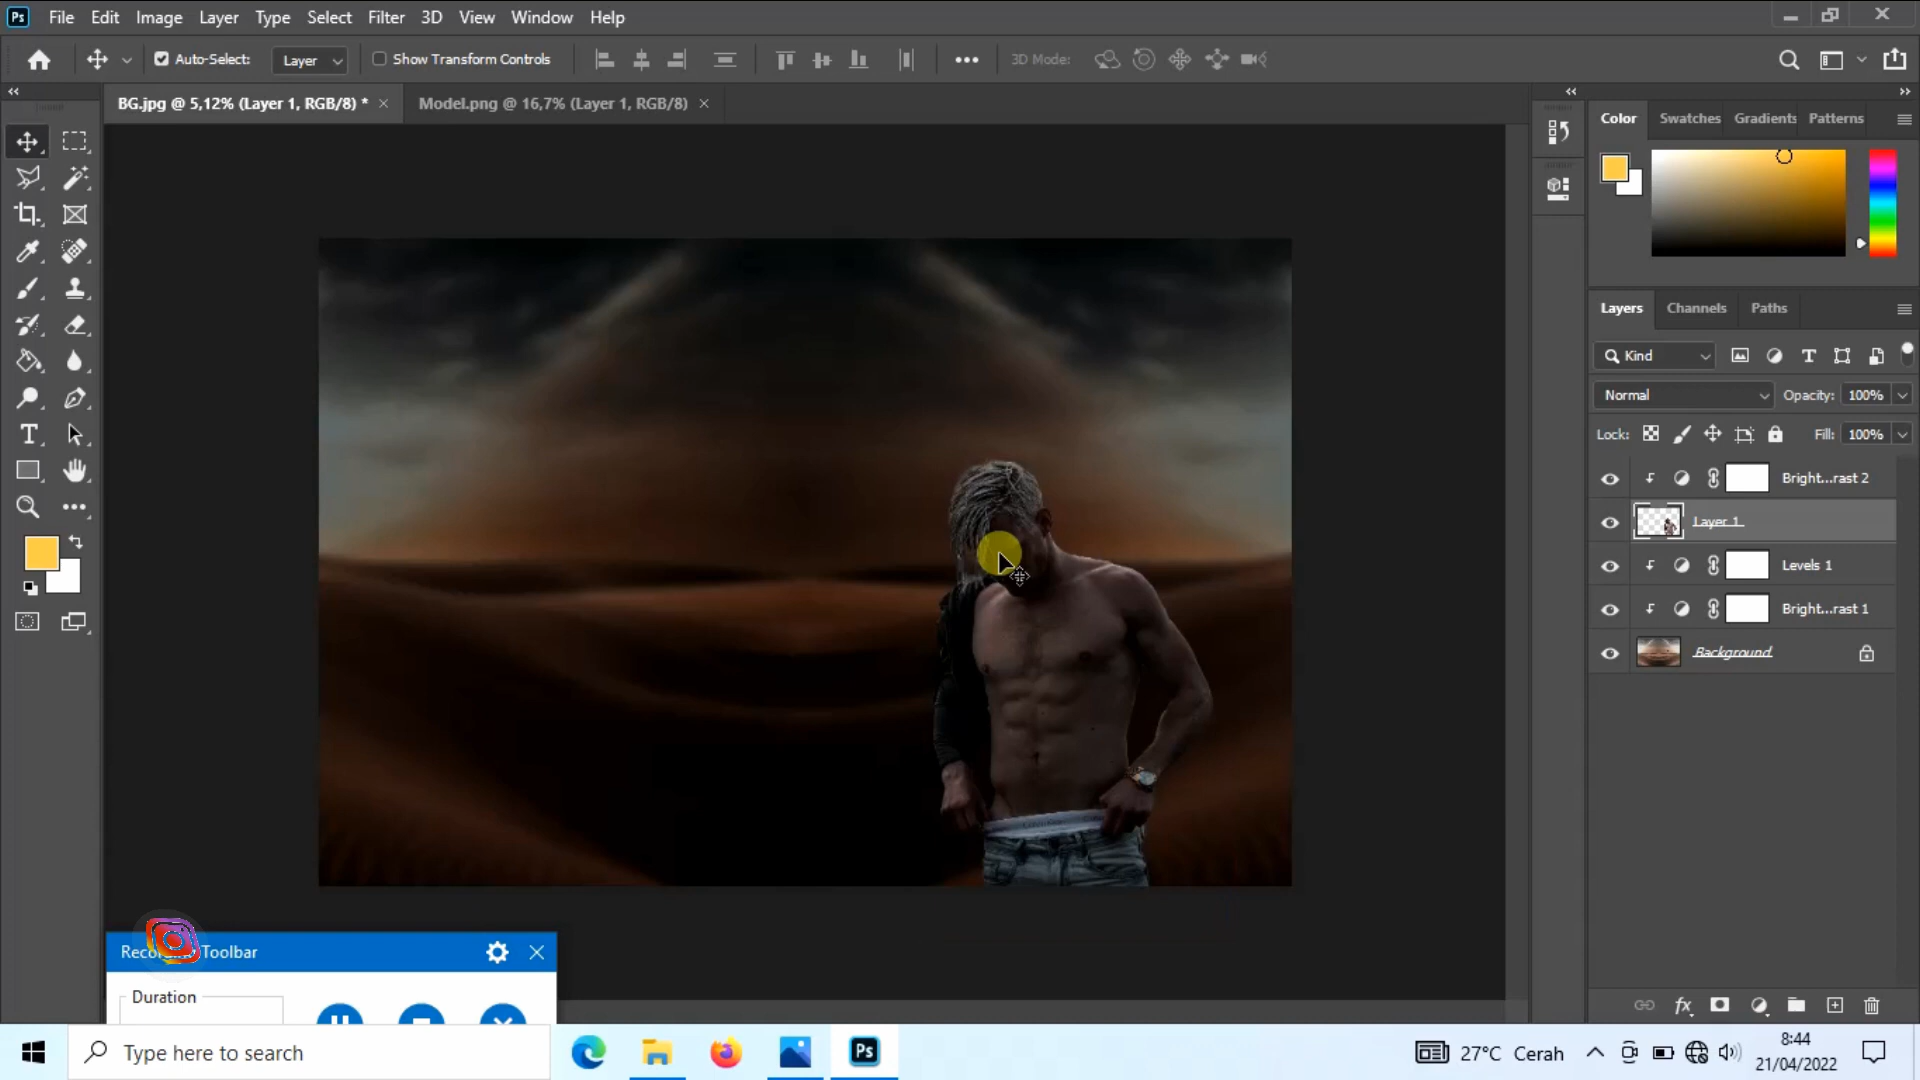 Ps File Edit Image Layer Type Select Filter 3D View Window Help
Auto-Select: Layer Show Transform Controls 3D Mode:
BG.jpg @ 5,12% (Layer 1, RGB/8) * Model.png @ 16,7% (Layer 1, RGB/8)
Color Swatches Gradients Patterns
Layers Channels Paths
Kind
Normal Opacity: 100%
Lock: Fill: 100%
Bright...rast 2
Layer 1
Levels 1
Bright...rast 1
Background
Toolbar
Duration
fx
Type here to search
Ps
27°C Cerah
8:44
21/04/2022